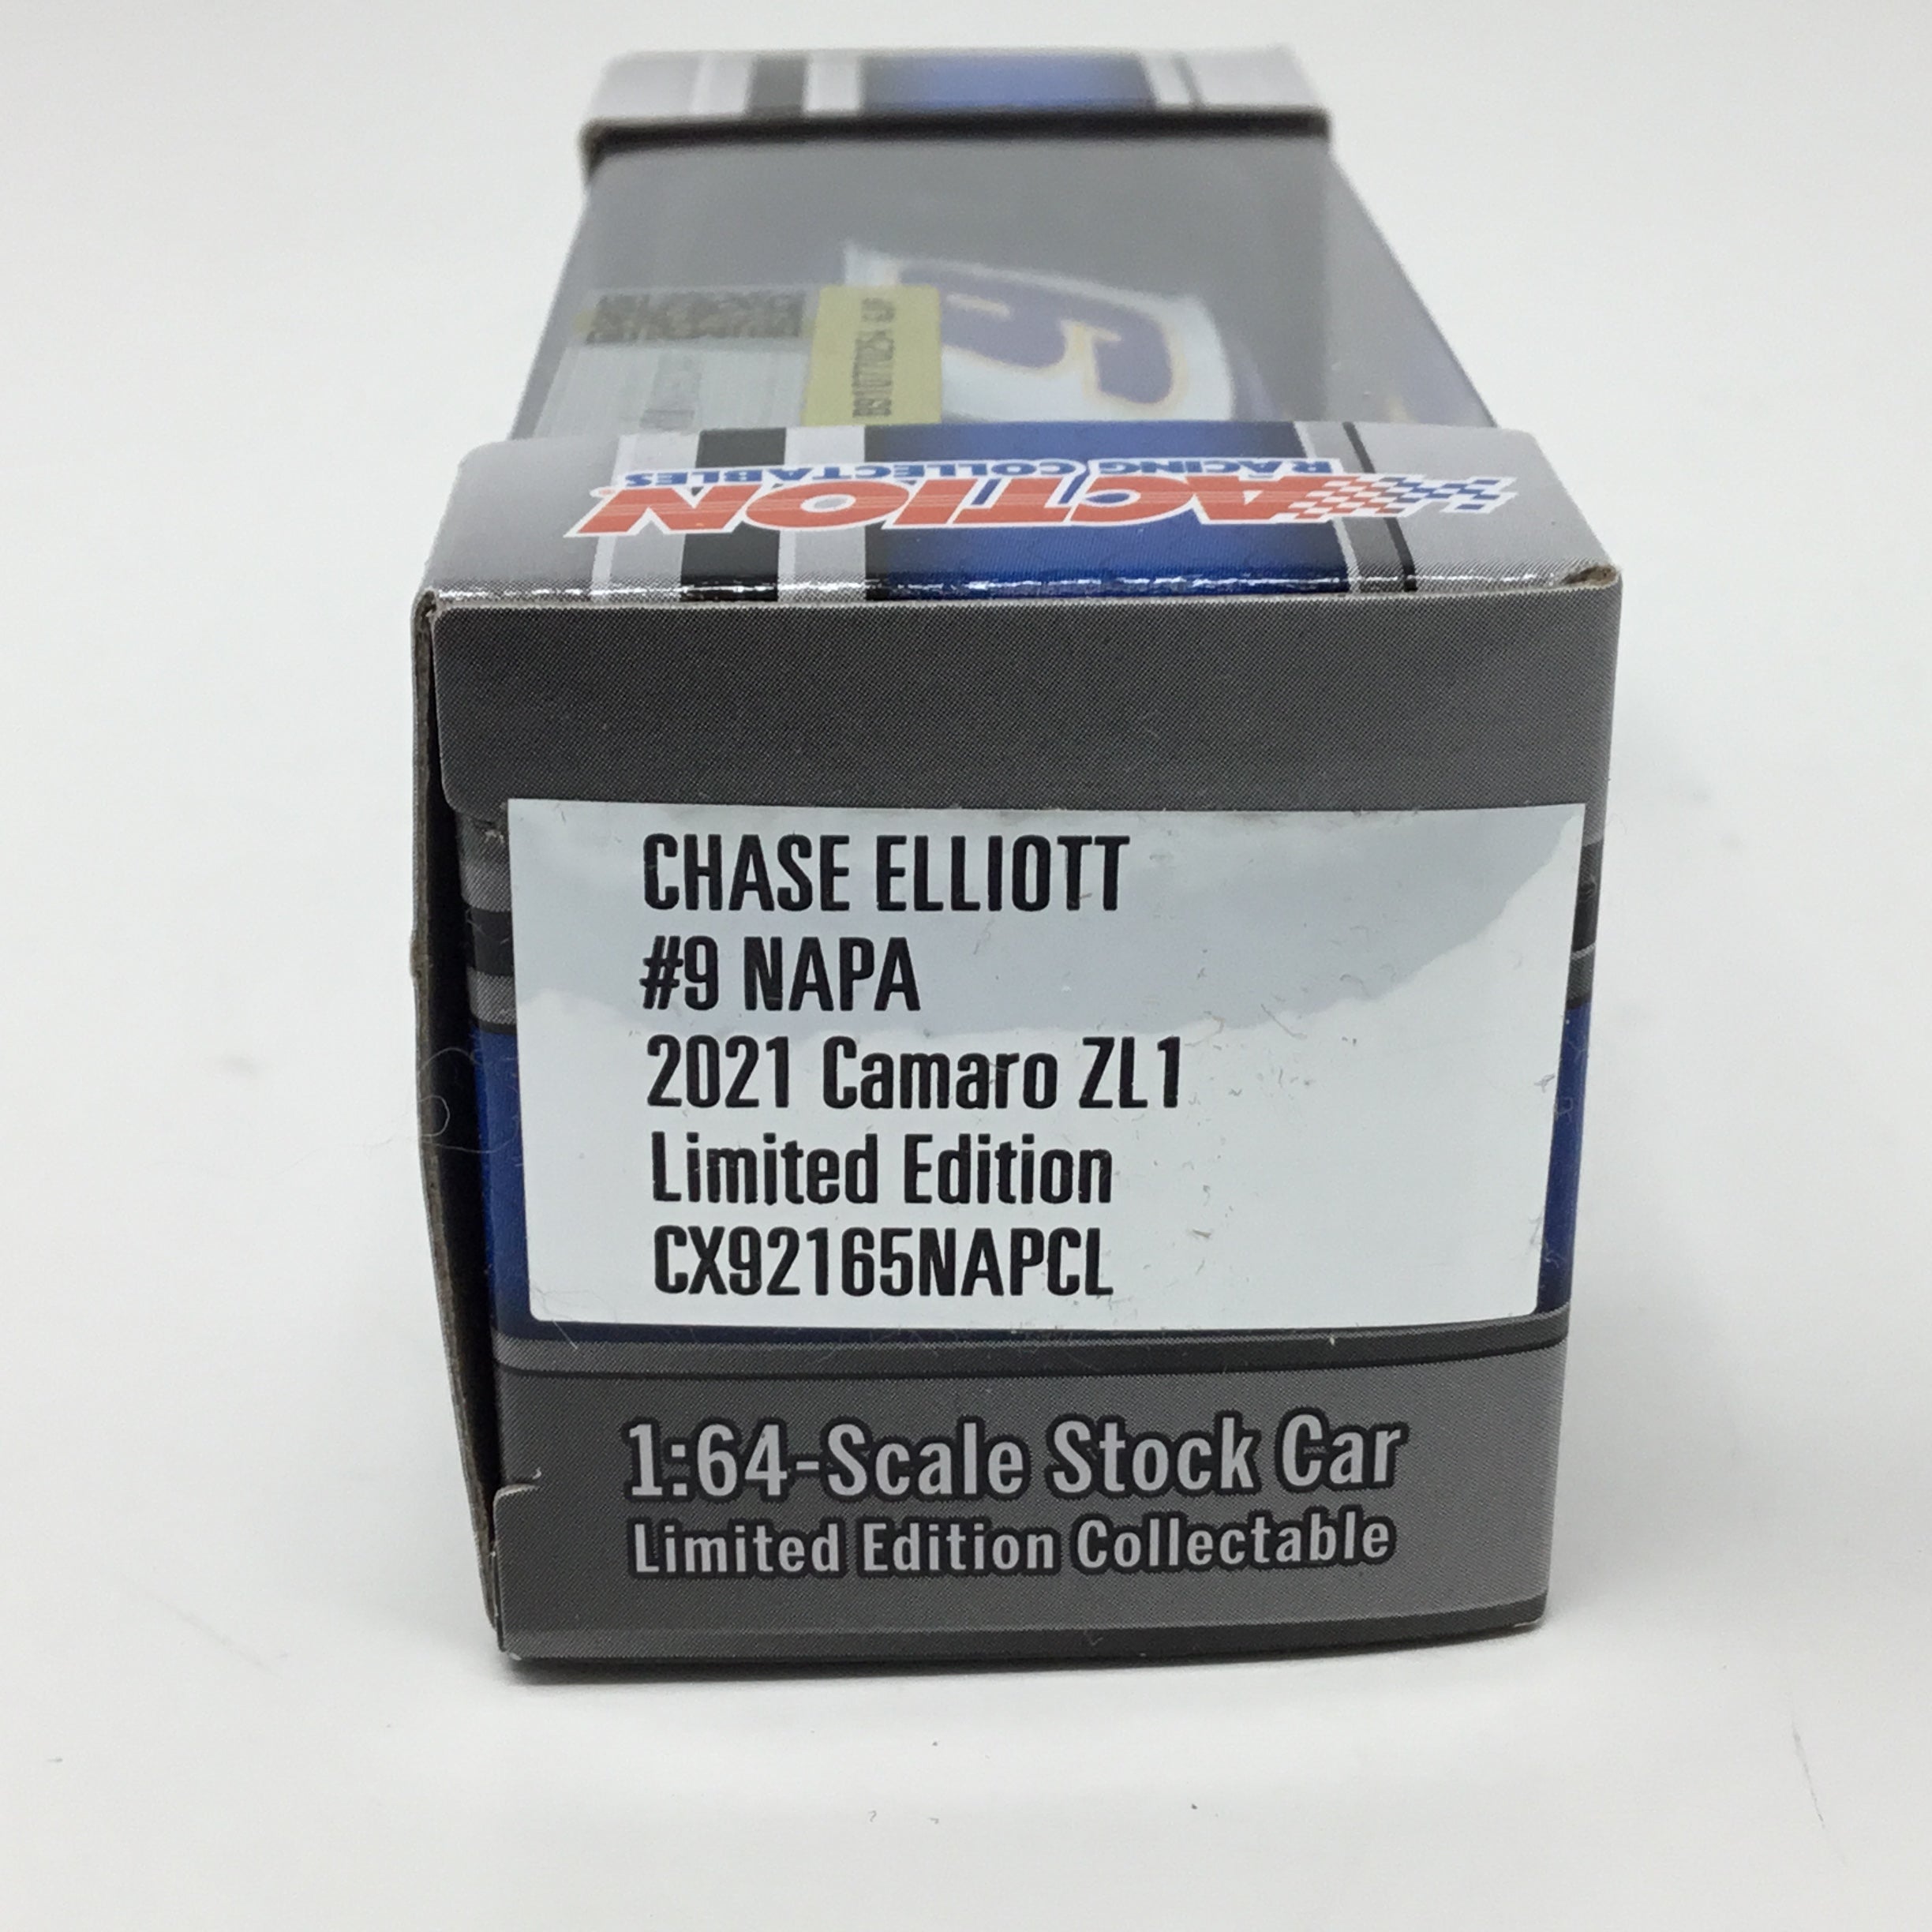 ACTION
RACING COLLECTABLES
CHASE ELLIOTT
#9 NAPA
2021 Camaro ZL1
Limited Edition
CX92165NAPCL
1:64-Scale Stock Car
Limited Edition Collectable